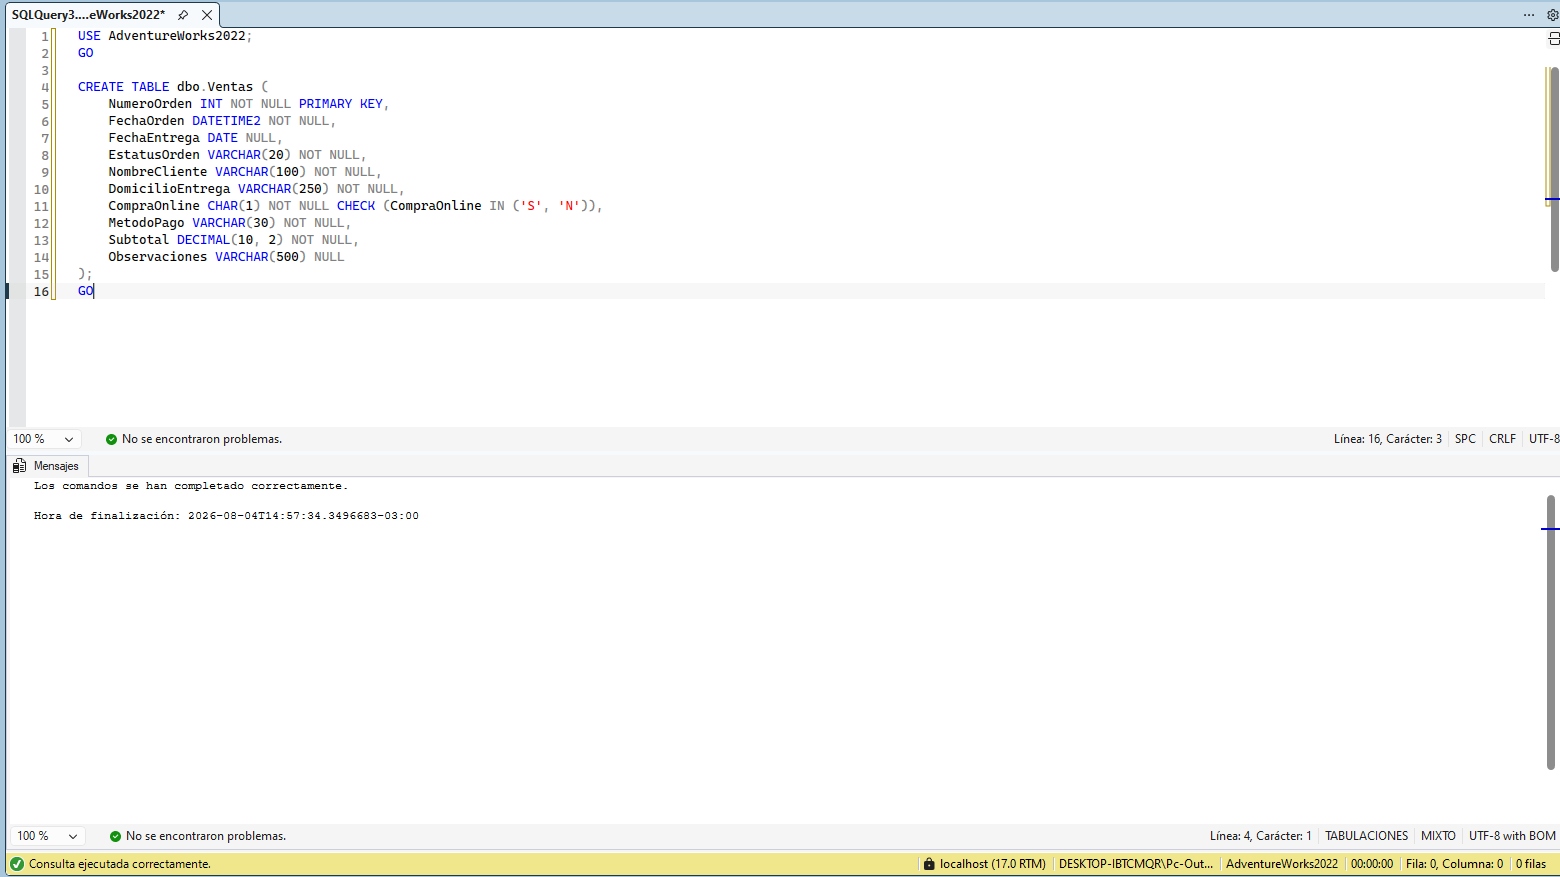 SQLQuery3....eWorks2022*
1 USE AdventureWorks2022;
2 GO
3
4 CREATE TABLE dbo.Ventas (
5 NumeroOrden INT NOT NULL PRIMARY KEY,
6 FechaOrden DATETIME2 NOT NULL,
7 FechaEntrega DATE NULL,
8 EstatusOrden VARCHAR(20) NOT NULL,
9 NombreCliente VARCHAR(100) NOT NULL,
10 DomicilioEntrega VARCHAR(250) NOT NULL,
11 CompraOnline CHAR(1) NOT NULL CHECK (CompraOnline IN ('S', 'N')),
12 MetodoPago VARCHAR(30) NOT NULL,
13 Subtotal DECIMAL(10, 2) NOT NULL,
14 Observaciones VARCHAR(500) NULL
15 );
16 GO
100 % No se encontraron problemas. Línea: 16, Carácter: 3 SPC CRLF UTF-8
Mensajes
Los comandos se han completado correctamente.
Hora de finalización: 2026-08-04T14:57:34.3496683-03:00
100 % No se encontraron problemas. Línea: 4, Carácter: 1 TABULACIONES MIXTO UTF-8 with BOM
Consulta ejecutada correctamente. localhost (17.0 RTM) DESKTOP-IBTCMQR\Pc-Out... AdventureWorks2022 00:00:00 Fila: 0, Columna: 0 0 filas